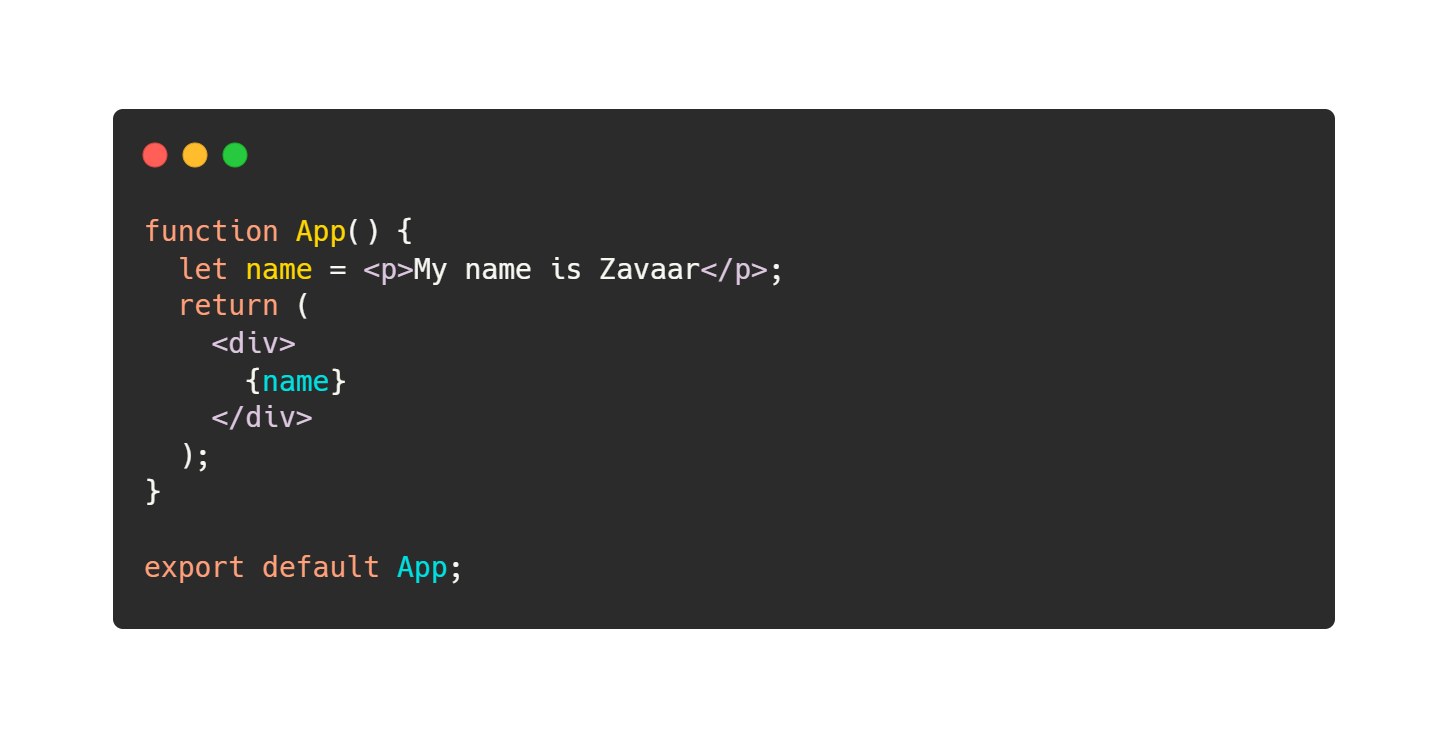 function App() {
  let name = <p>My name is Zavaar</p>;
  return (
    <div>
      {name}
    </div>
  );
}

export default App;